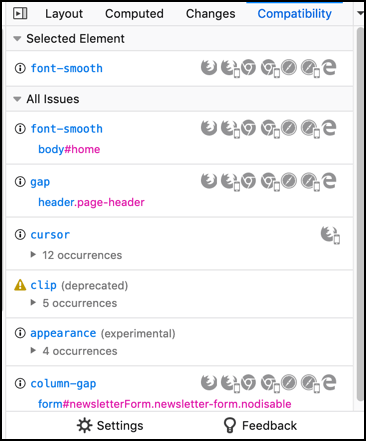 Layout Computed Changes Compatibility
Selected Element
font-smooth
All Issues
font-smooth
body#home
gap
header.page-header
cursor
12 occurrences
clip (deprecated)
5 occurrences
appearance (experimental)
4 occurrences
column-gap
form#newsletterForm.newsletter-form.nodisable
Settings Feedback